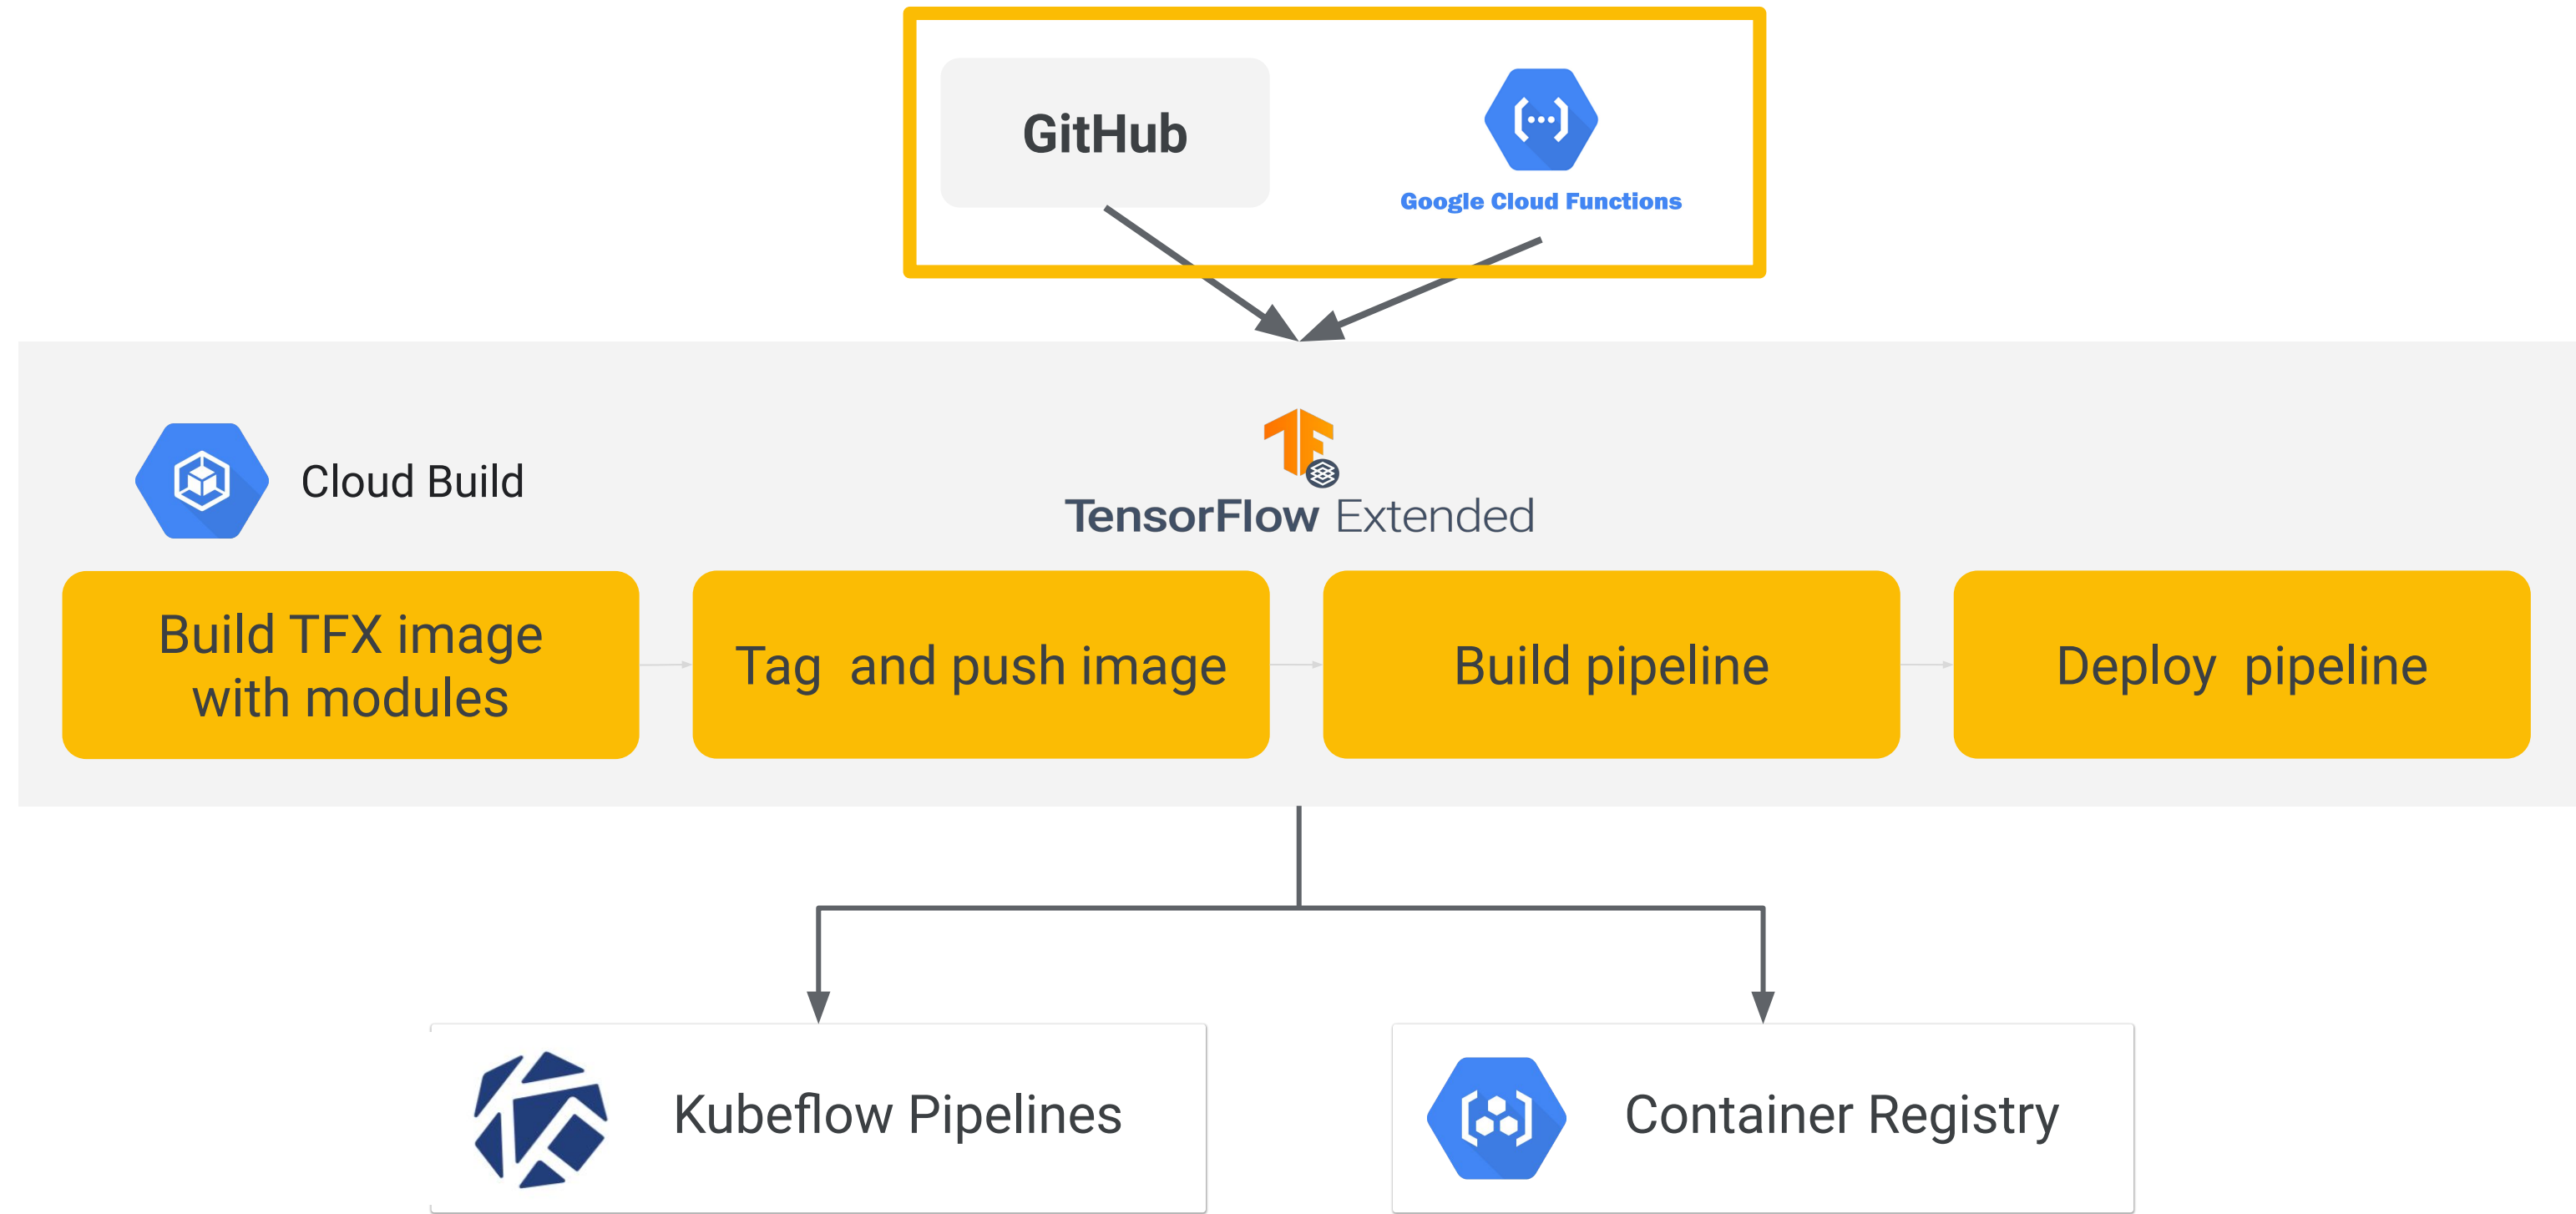 GitHub
Google Cloud Functions
Cloud Build
TensorFlow Extended
Build TFX image
with modules
Tag and push image
Build pipeline
Deploy pipeline
Kubeflow Pipelines
Container Registry